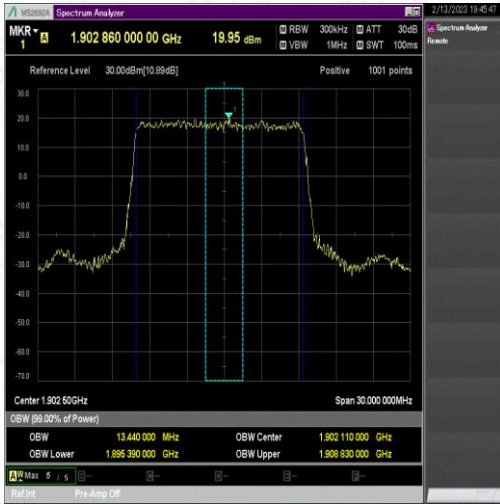 MS2692A Spectrum Analyzer
2/13/2023 19:45:47
MKR 1 A 1.902 860 000 00 GHz 19.95 dBm
RBW 300kHz ATT 30dB
VBW 1MHz SWT 100ms
Spectrum Analyzer
Remote
Reference Level 30.00dBm[10.89dB] Positive 1001 points
1
30.0
20.0
1
10.0
0.0
-10.0
-20.0
-30.0
-40.0
-50.0
-60.0
-70.0
Center 1.902 50GHz Span 30.000 000MHz
OBW (99.00% of Power)
OBW 13.440 000 MHz OBW Center 1.902 110 000 GHz
OBW Lower 1.895 390 000 GHz OBW Upper 1.908 830 000 GHz
A Max 5 / 5
Ref.Int Pre-Amp Off